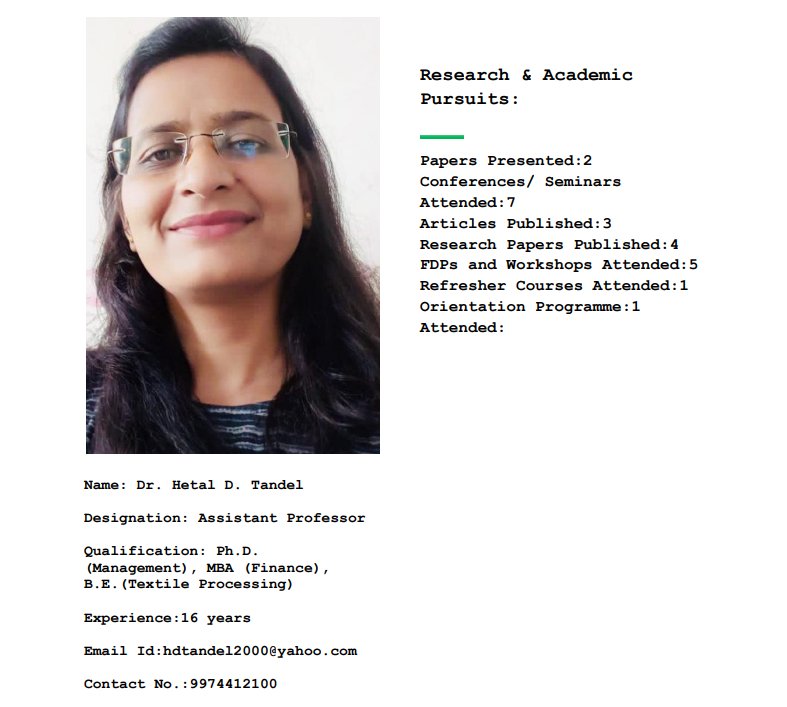 Research & Academic
Pursuits:
Papers Presented:2
Conferences/ Seminars
Attended:7
Articles Published:3
Research Papers Published:4
FDPs and Workshops Attended:5
Refresher Courses Attended:1
Orientation Programme:1
Attended:
Name: Dr. Hetal D. Tandel
Designation: Assistant Professor
Qualification: Ph.D.
(Management), MBA (Finance),
B.E.(Textile Processing)
Experience:16 years
Email Id:hdtandel2000@yahoo.com
Contact No.:9974412100